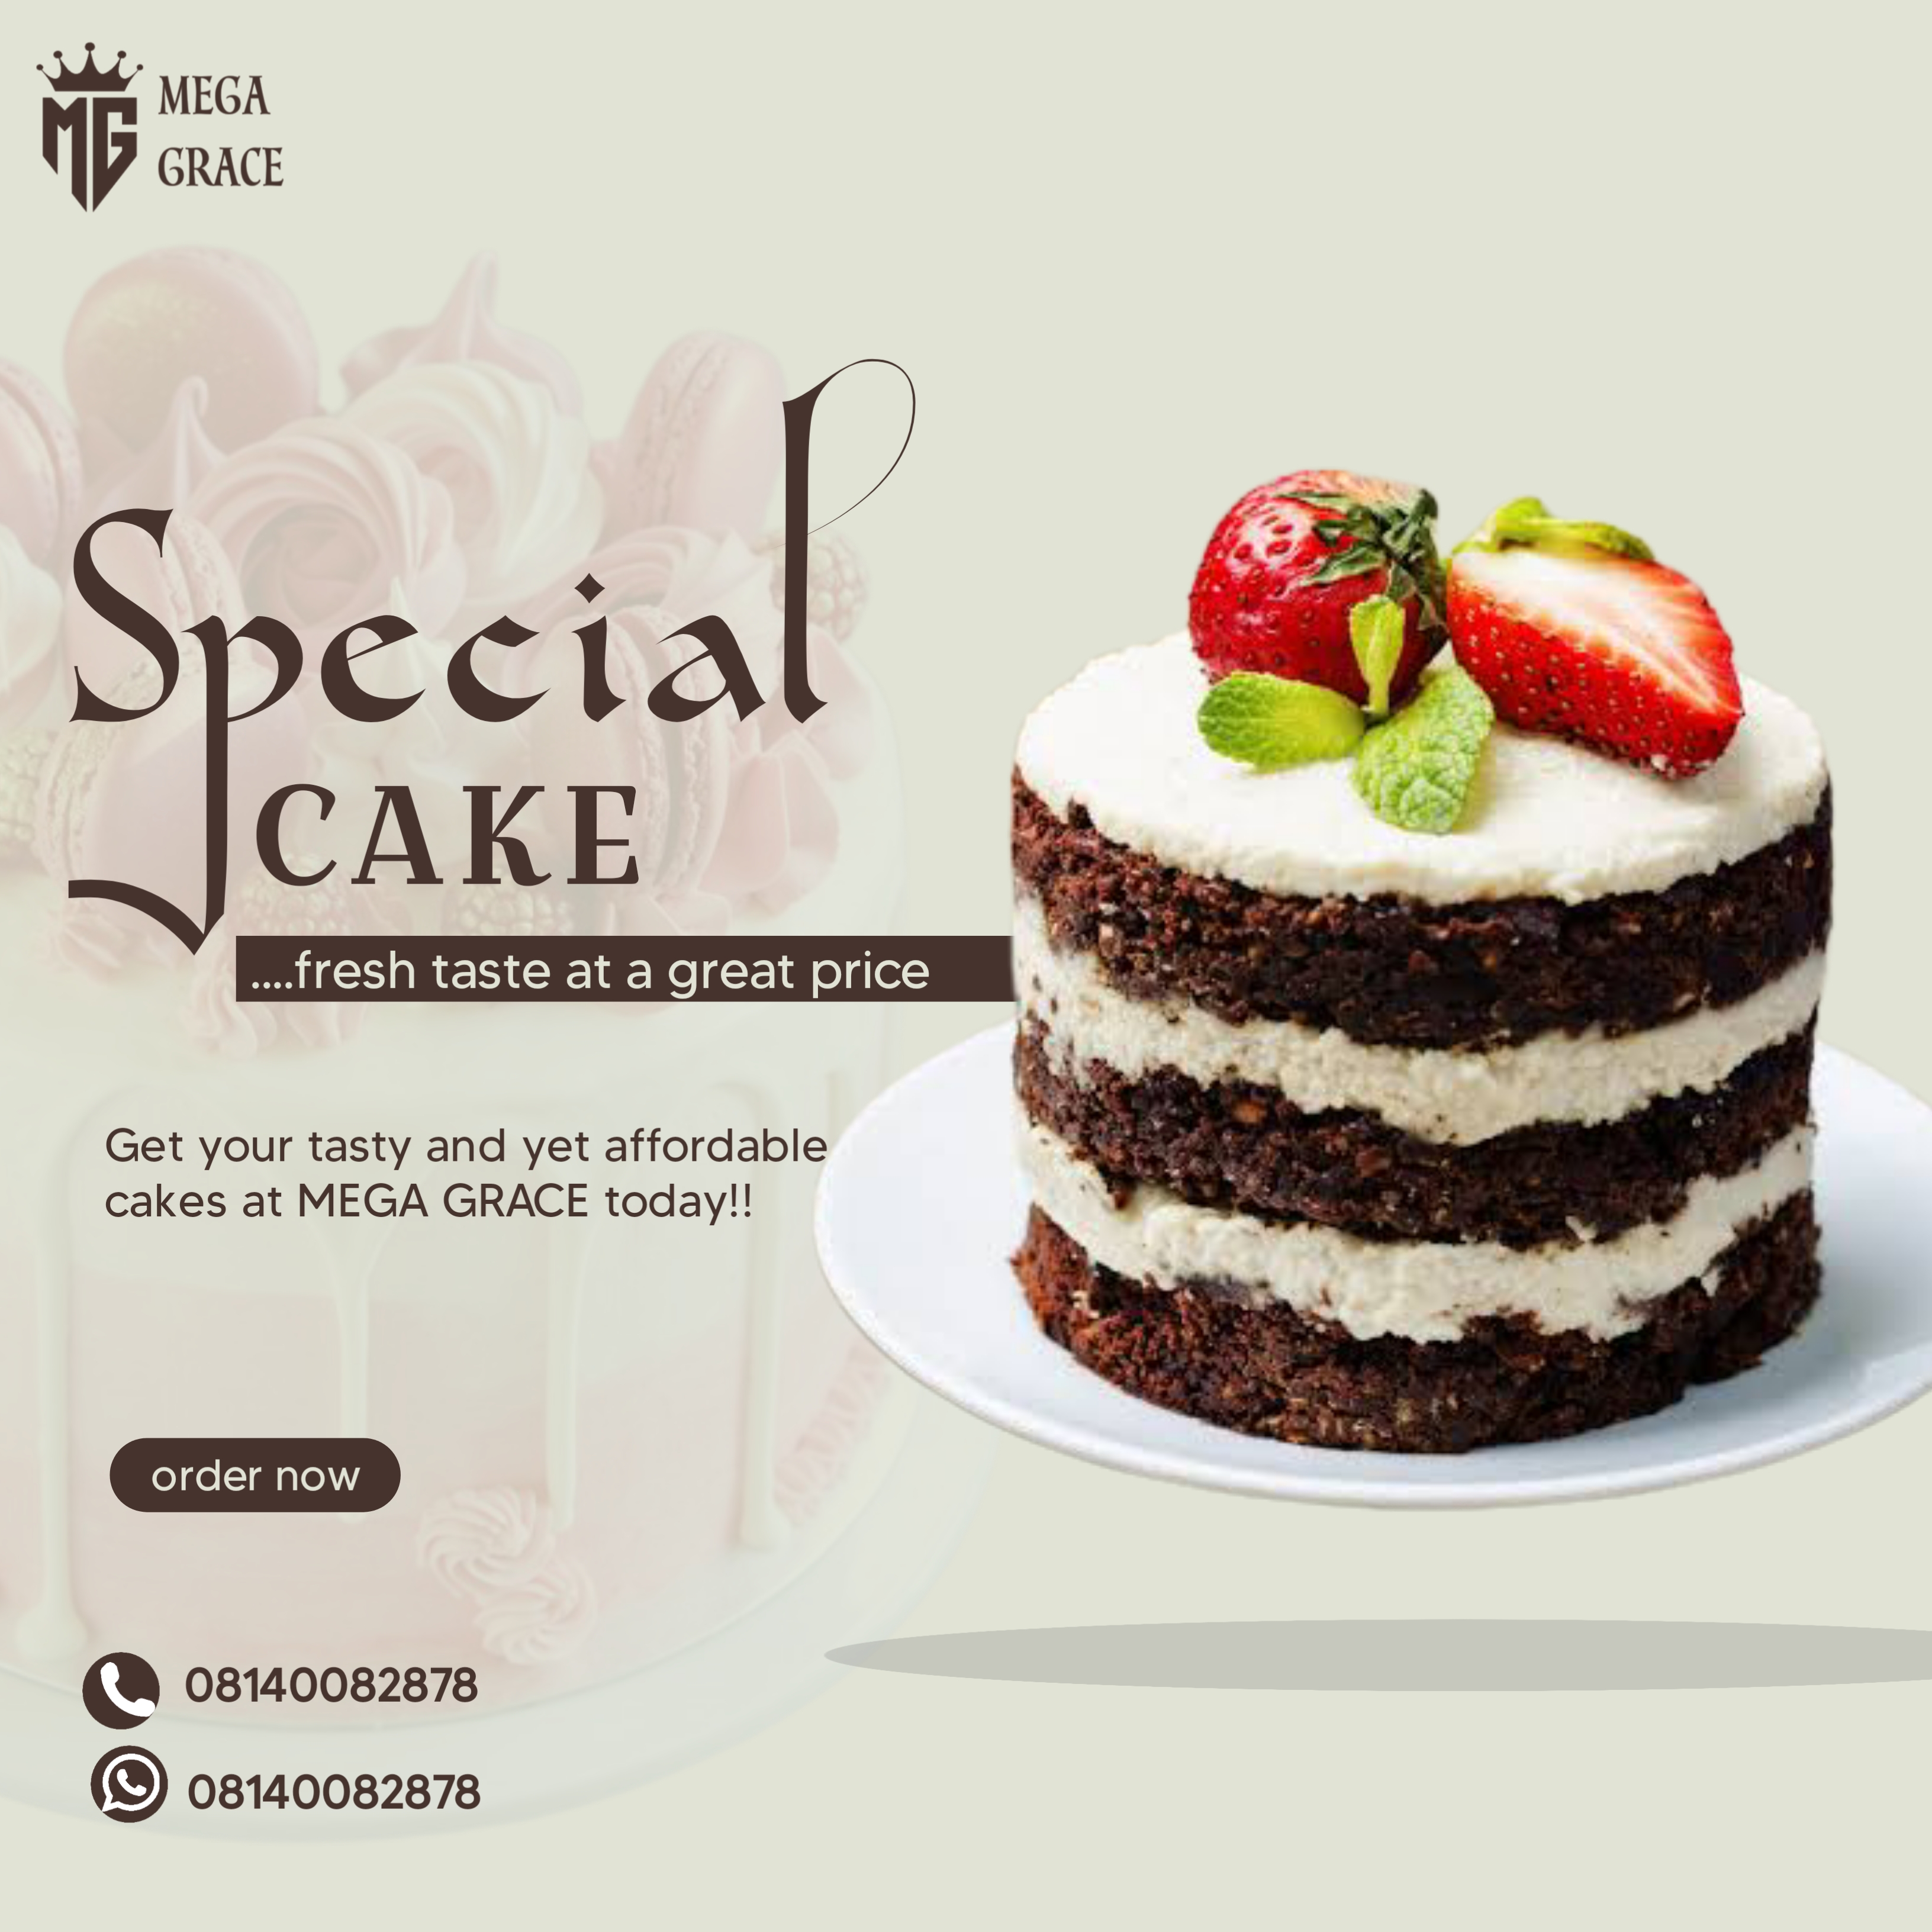 MG
MEGA
GRACE
Special
CAKE
....fresh taste at a great price
Get your tasty and yet affordable
cakes at MEGA GRACE today!!
order now
08140082878
08140082878